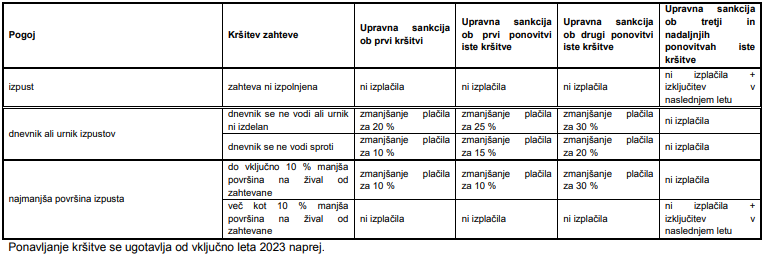 Pogoj
Kršitev zahteve
Upravna sankcija
ob prvi kršitvi
Upravna sankcija
ob prvi ponovitvi
iste kršitve
Upravna sankcija
ob drugi ponovitvi
iste kršitve
Upravna sankcija
ob tretji in
nadaljnjih
ponovitvah iste
kršitve
izpust
zahteva ni izpolnjena
ni izplačila
ni izplačila
ni izplačila
ni izplačila +
izključitev v
naslednjem letu
dnevnik ali urnik izpustov
dnevnik se ne vodi ali urnik
ni izdelan
zmanjšanje plačila
za 20 %
zmanjšanje plačila
za 25 %
zmanjšanje plačila
za 30 %
ni izplačila
dnevnik se ne vodi sproti
zmanjšanje plačila
za 10 %
zmanjšanje plačila
za 15 %
zmanjšanje plačila
za 20 %
ni izplačila
najmanjša površina izpusta
do vključno 10 % manjša
površina na žival od
zahtevane
zmanjšanje plačila
za 10 %
zmanjšanje plačila
za 10 %
zmanjšanje plačila
za 30 %
ni izplačila
več kot 10 % manjša
površina na žival od
zahtevane
ni izplačila
ni izplačila
ni izplačila
ni izplačila +
izključitev v
naslednjem letu
Ponavljanje kršitve se ugotavlja od vključno leta 2023 naprej.